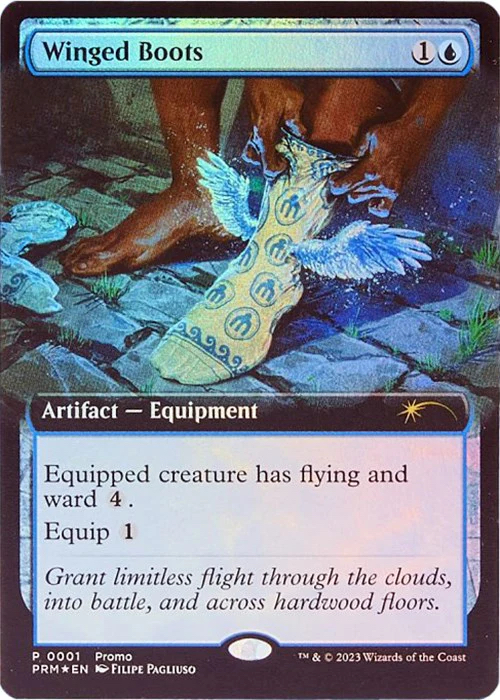 Winged Boots 1
Artifact — Equipment
Equipped creature has flying and
ward 4.
Equip 1
Grant limitless flight through the clouds,
into battle, and across hardwood floors.
P 0001 Promo
PRM★EN Filipe Pagliuso
™ & © 2023 Wizards of the Coast